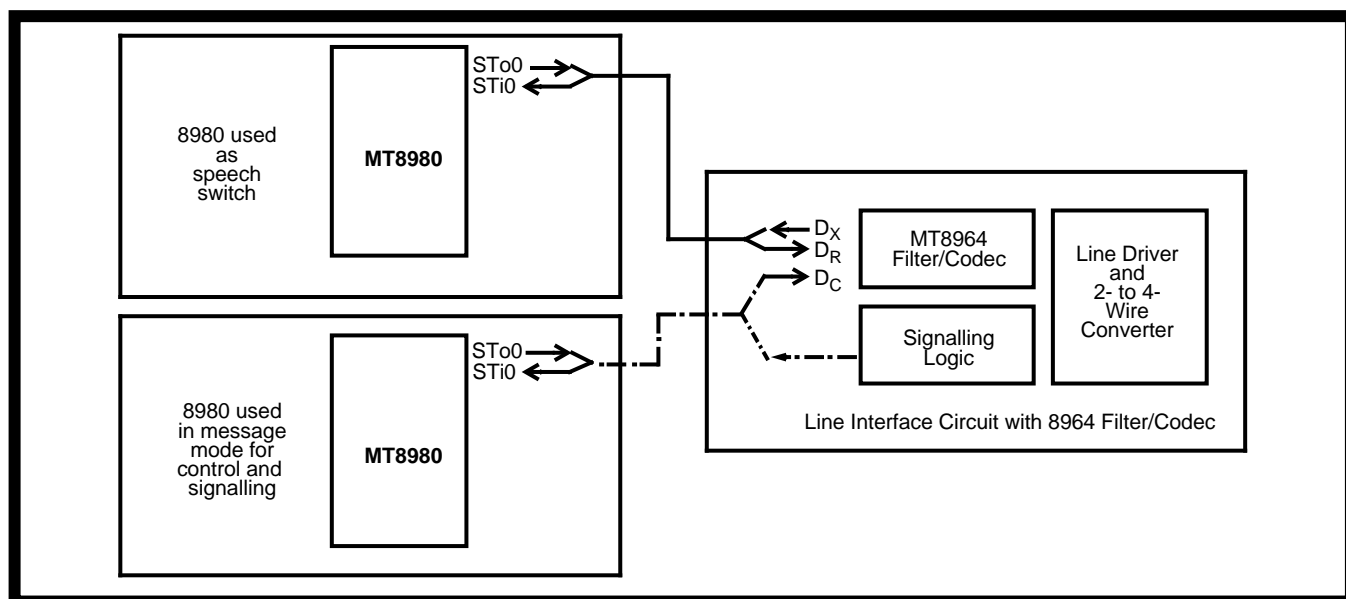 8980 used
as
speech
switch
MT8980
STo0
STi0
8980 used
in message
mode for
control and
signalling
MT8980
STo0
STi0
DX
DR
DC
MT8964
Filter/Codec
Signalling
Logic
Line Driver
and
2- to 4-
Wire
Converter
Line Interface Circuit with 8964 Filter/Codec